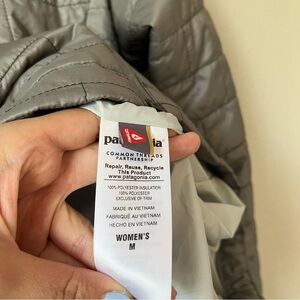 COMMON THREADS
PARTNERSHIP
Repair, Reuse, Recycle
This Product
www.patagonia.com
100% POLYESTER INSULATION
100% POLYESTER
EXCLUSIVE OF TRIM
MADE IN VIETNAM
FABRIQUÉ AU VIETNAM
HECHO EN VIETNAM
WOMEN'S
M